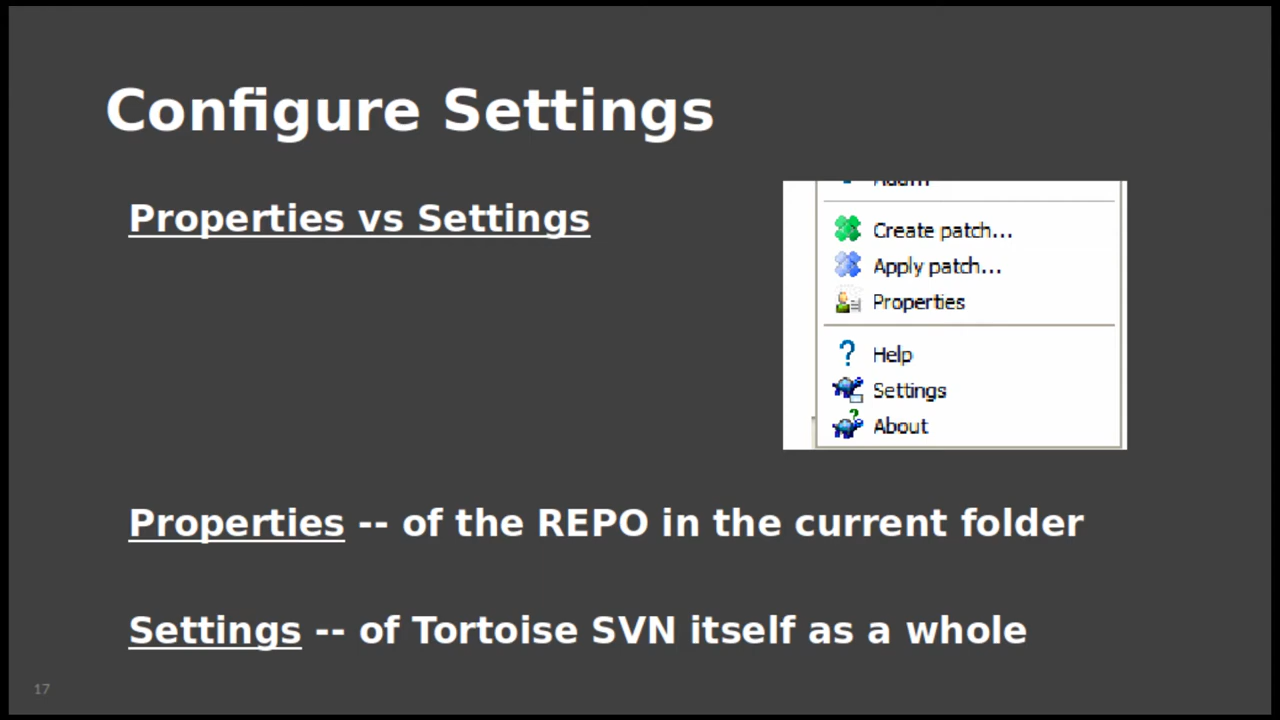 Configure Settings
Properties vs Settings
Create patch...
Apply patch...
Properties
Help
Settings
About
Properties -- of the REPO in the current folder
Settings -- of Tortoise SVN itself as a whole
17